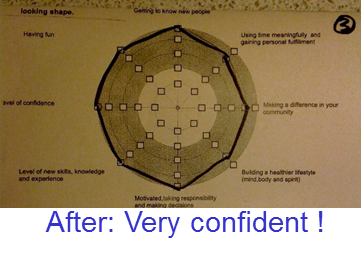 looking shape.
Getting to know new people
3
Having fun
Using time meaningfully and
gaining personal fulfilment
evel of confidence
Making a difference in your
community
Level of new skills, knowledge
and experience
Building a healthier lifestyle
(mind,body and spirit)
Motivated,taking responsibility
and making decisions
After: Very confident !